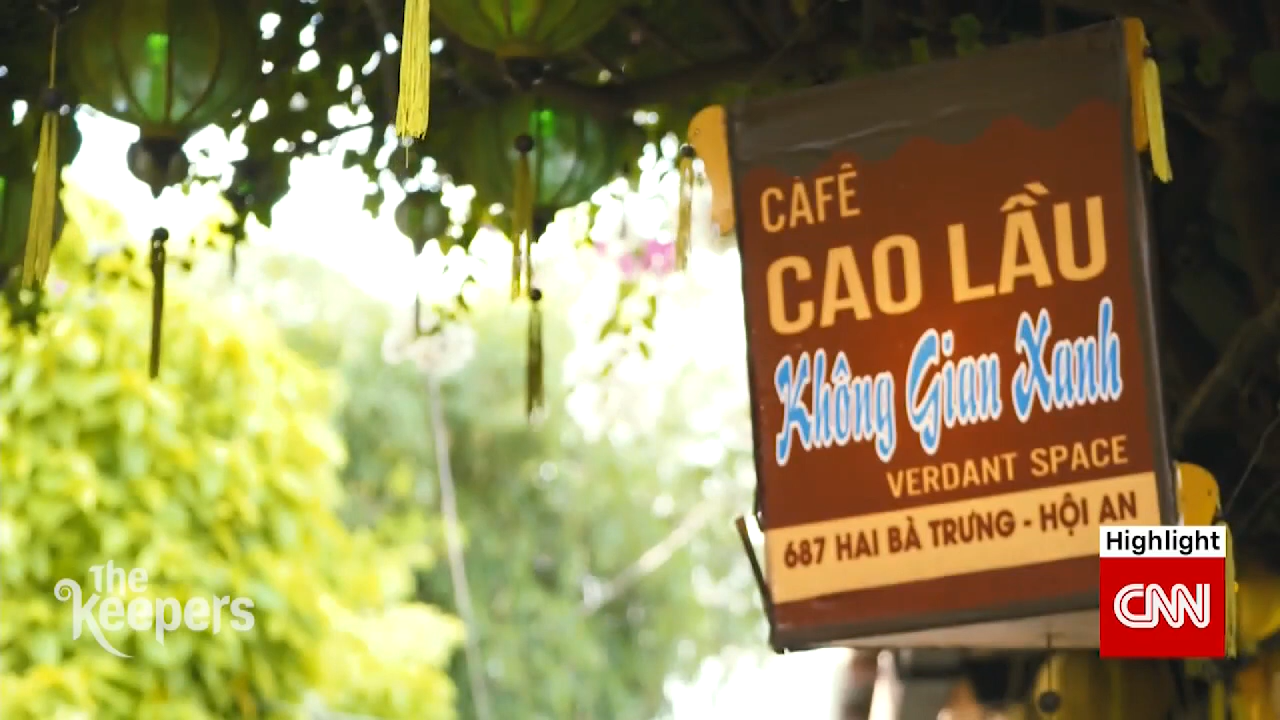 CAFÊ
CAO LẦU
Không Gian Xanh
VERDANT SPACE
687 HAI BÀ TRƯNG - HỘI AN
Highlight
CNN
The
Keepers